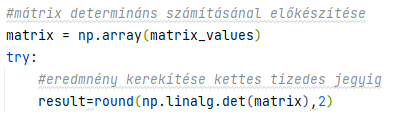 #mátrix determináns számításánal előkészítése
matrix = np.array(matrix_values)
try:
#eredmnény kerekítése kettes tizedes jegyig
result=round(np.linalg.det(matrix),2)